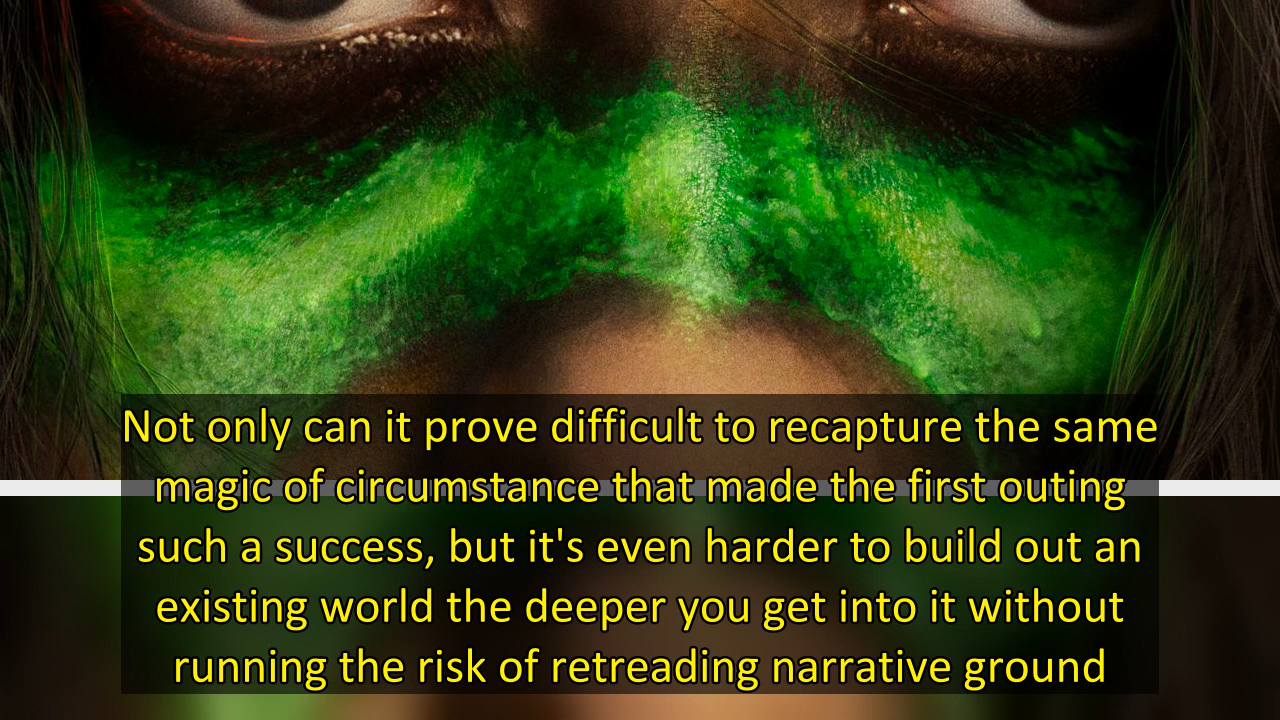 Not only can it prove difficult to recapture the same
magic of circumstance that made the first outing
such a success, but it's even harder to build out an
existing world the deeper you get into it without
running the risk of retreading narrative ground